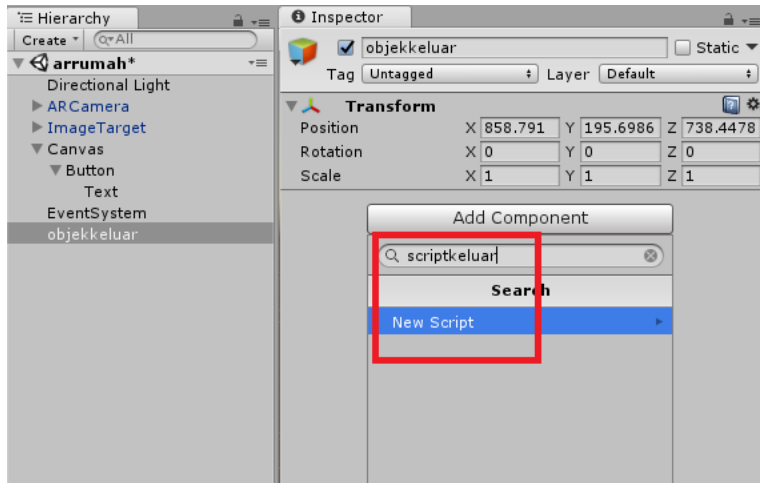 Hierarchy
Create All
arrumah*
Directional Light
ARCamera
ImageTarget
Canvas
Button
Text
EventSystem
objekkeluar
Inspector
objekkeluar Static
Tag Untagged Layer Default
Transform
Position X 858.791 Y 195.6986 Z 738.4478
Rotation X 0 Y 0 Z 0
Scale X 1 Y 1 Z 1
Add Component
scriptkeluar
Search
New Script